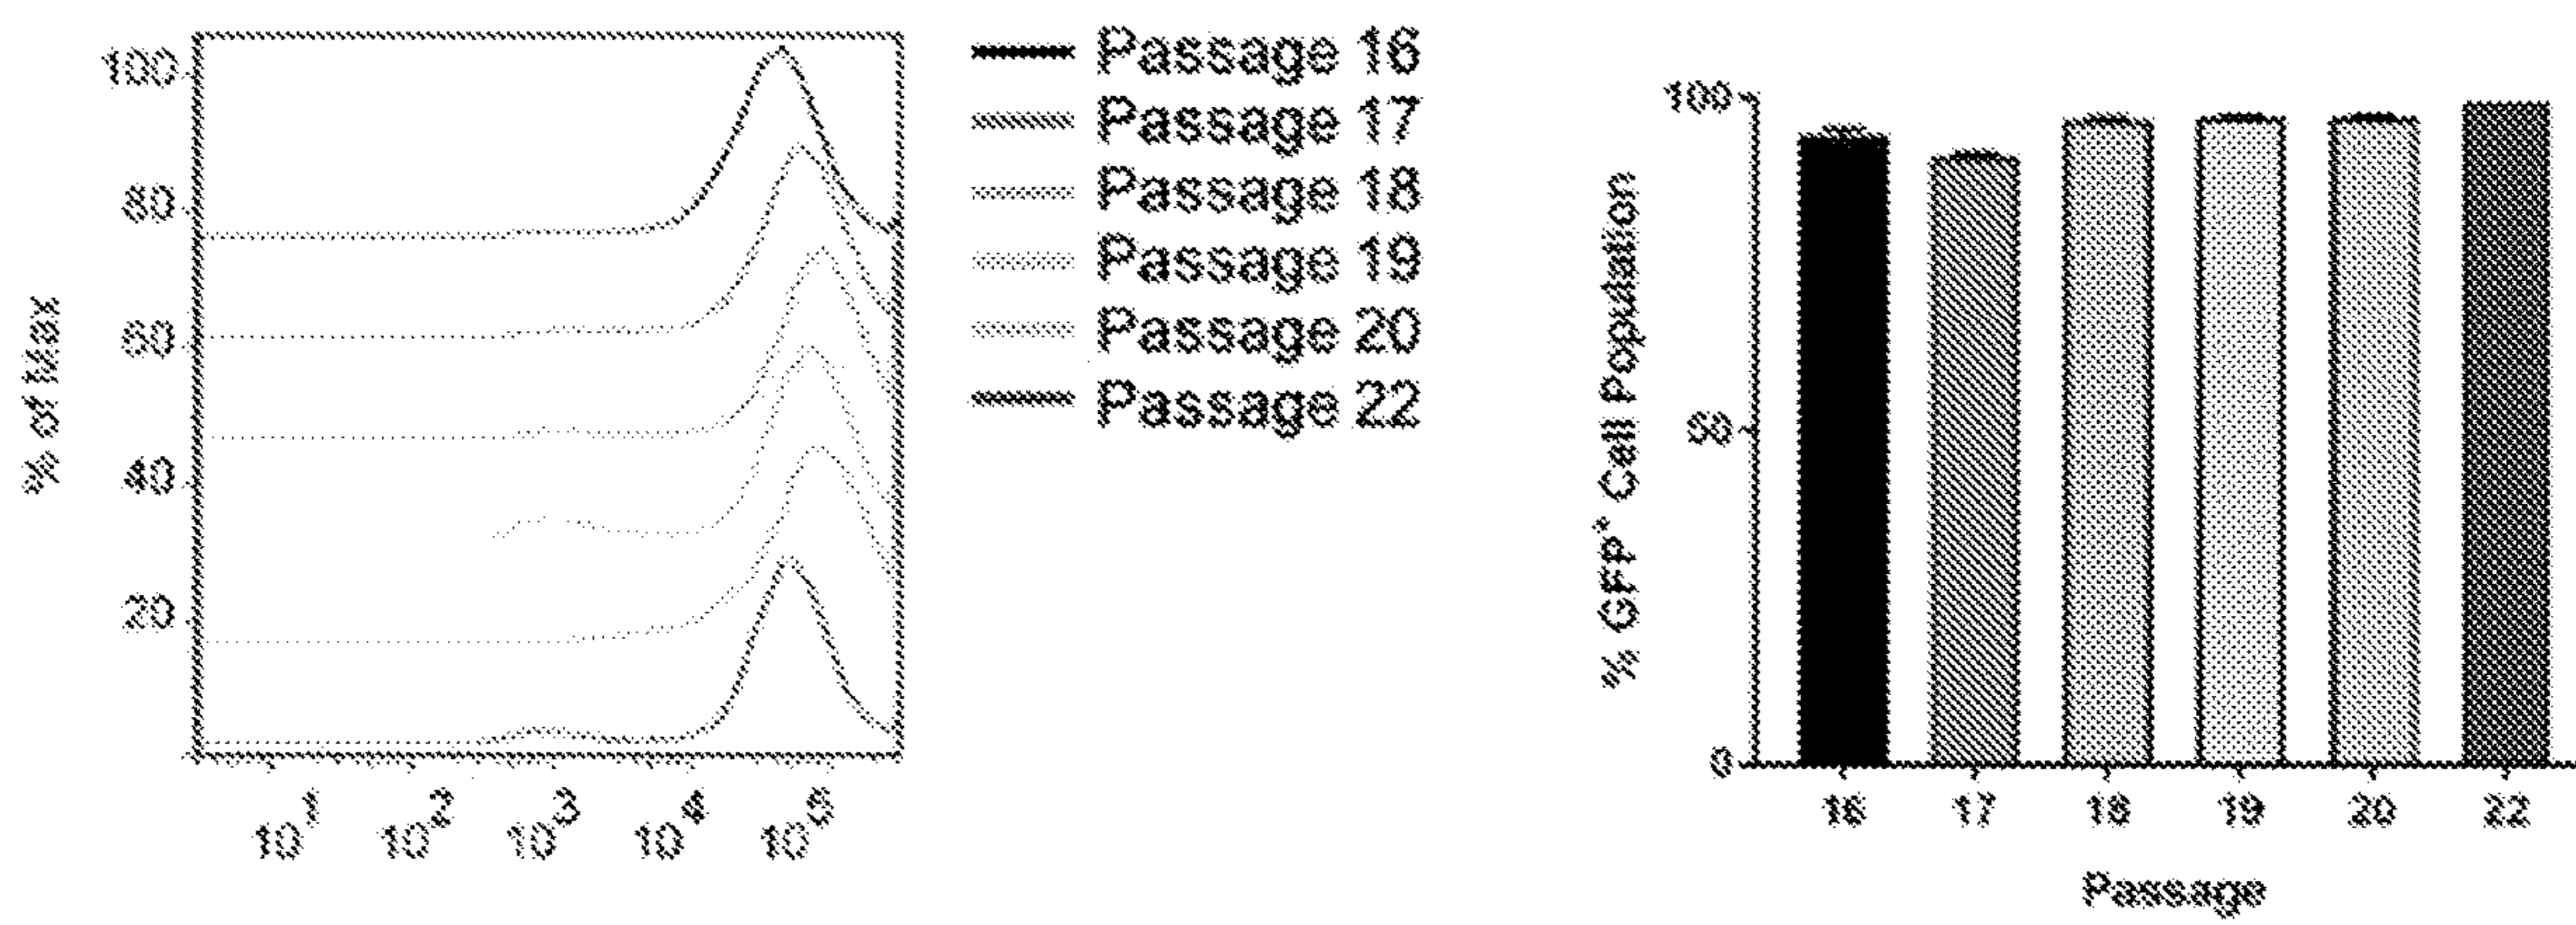 % of Max
100
80
60
40
20
10^1
10^2
10^3
10^4
10^5
Passage 16
Passage 17
Passage 18
Passage 19
Passage 20
Passage 22
% GFP+ Cell Population
100
50
0
16
17
18
19
20
22
Passage